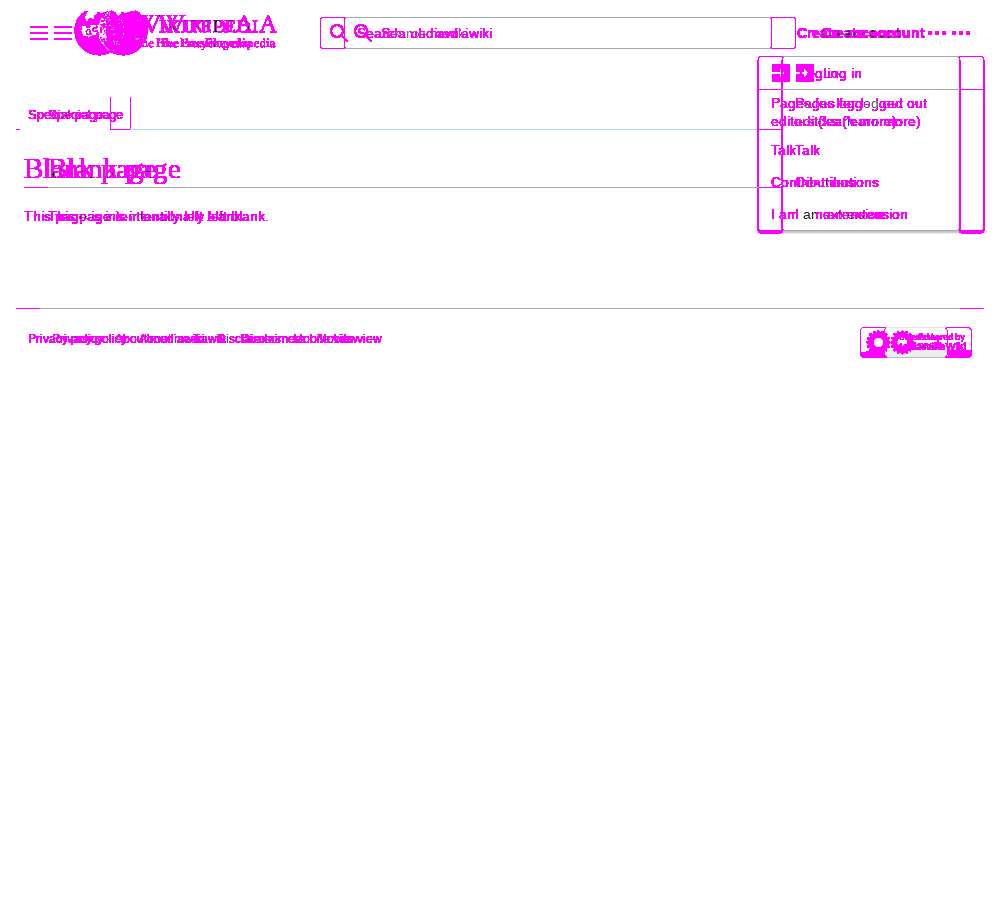 WIKIPEDIA
The Free Encyclopedia
Search mediawiki
Create account
Log in
Pages for logged out
editors (learn more)
Talk
Contributions
I am an extension
Special page
Blank page
This page is intentionally left blank.
Privacy policy
About mediawiki
Disclaimers
Mobile view
Powered by
MediaWiki